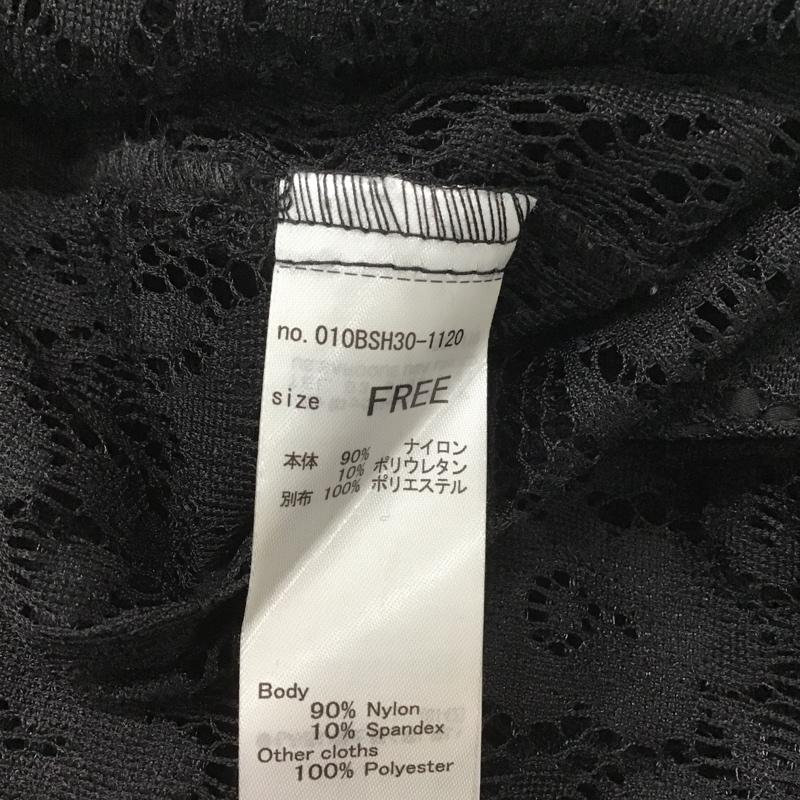 no. 010BSH30-1120
size FREE
本体 90% ナイロン
10% ポリウレタン
別布 100% ポリエステル
Body
90% Nylon
10% Spandex
Other cloths
100% Polyester